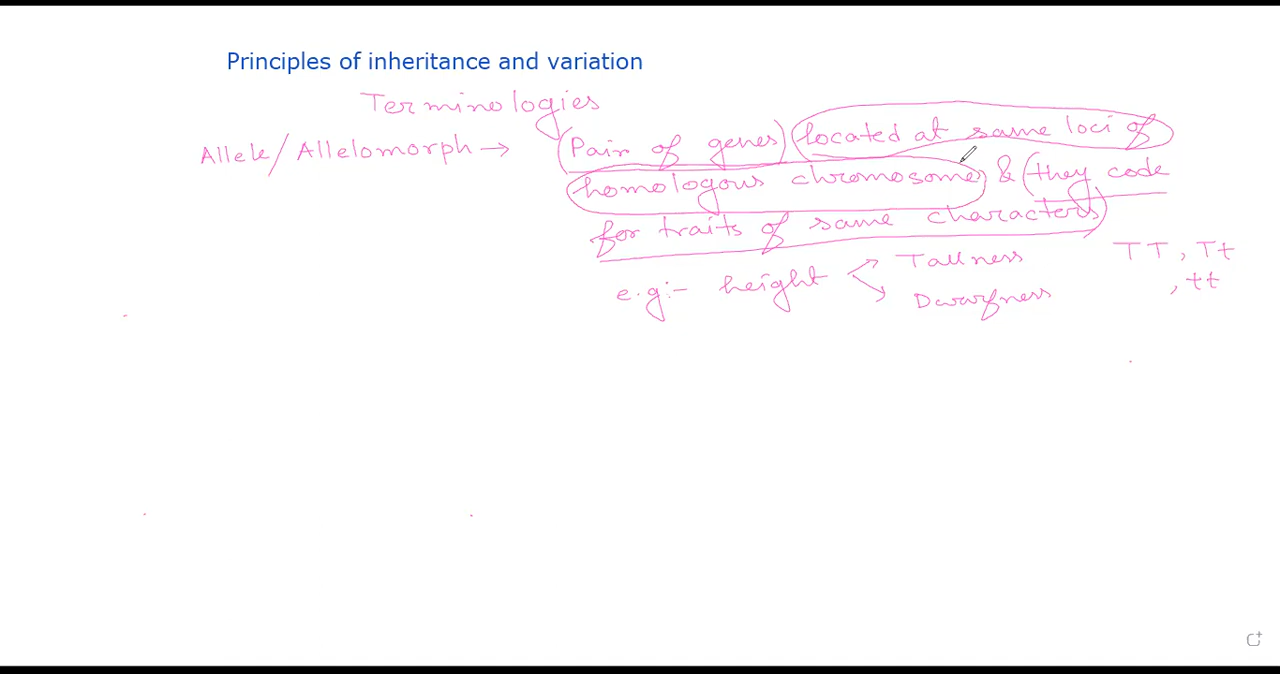 Principles of inheritance and variation
Terminologies
Allele/Allelomorph → (Pair of genes) (located at same loci of
homologous chromosome) & (they code
for traits of same characters)
e.g:- height < Tallness
Dwarfness
TT, Tt
, tt